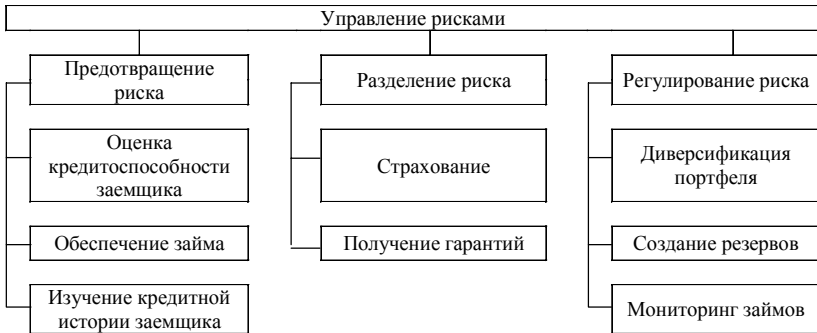 Управление рисками
Предотвращение
риска
Разделение риска
Регулирование риска
Оценка
кредитоспособности
заемщика
Страхование
Диверсификация
портфеля
Обеспечение займа
Получение гарантий
Создание резервов
Изучение кредитной
истории заемщика
Мониторинг займов